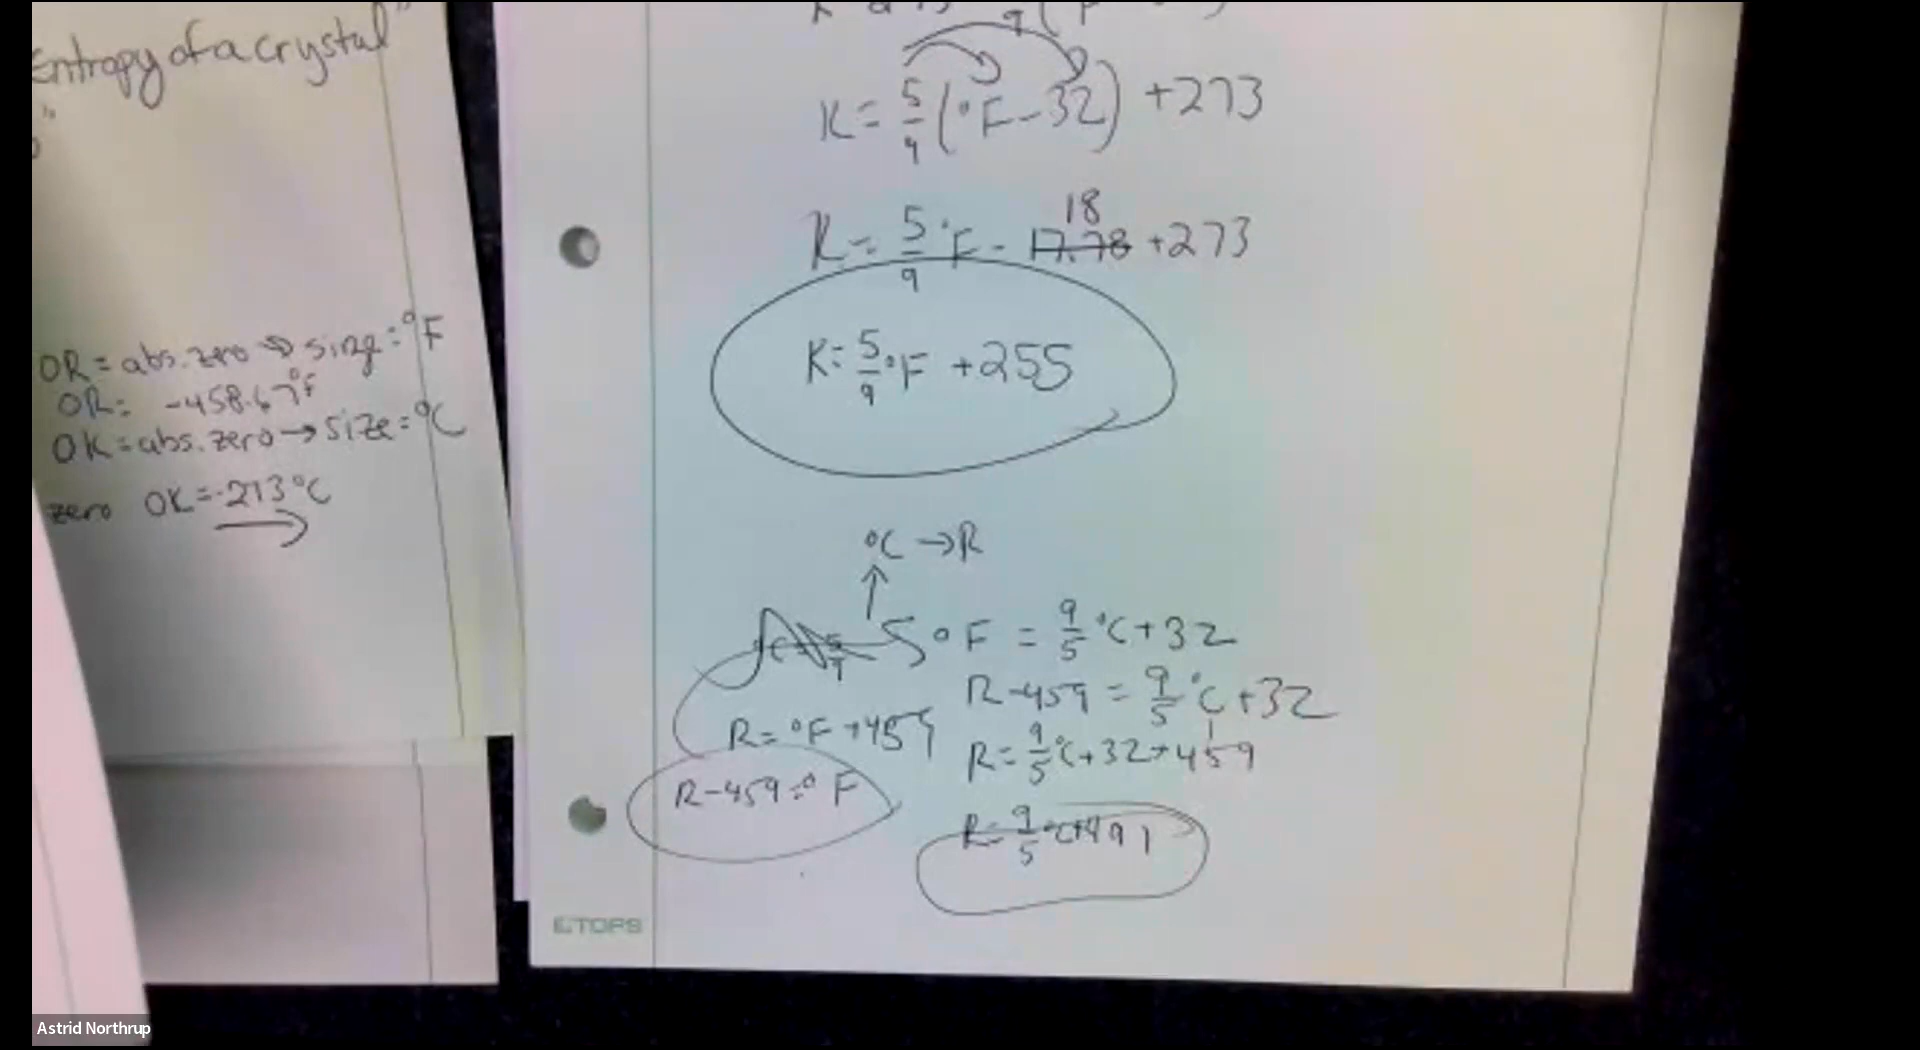 Entropy of a crystal"
"
OR = abs. zero → size = °F
OR = -458.67°F
OK = abs. zero → size = °C
zero OK = -273°C
K = 5/9 (°F - 32) + 273
18
K = 5/9 °F - 17.78 + 273
K = 5/9 °F + 255
°C → R
°F = 9/5 °C + 32
R - 459 = 9/5 °C + 32
R = °F + 459
R = 9/5 °C + 32 + 459
R - 459 = °F
R = 9/5 °C + 491
ETOPS
Astrid Northrup